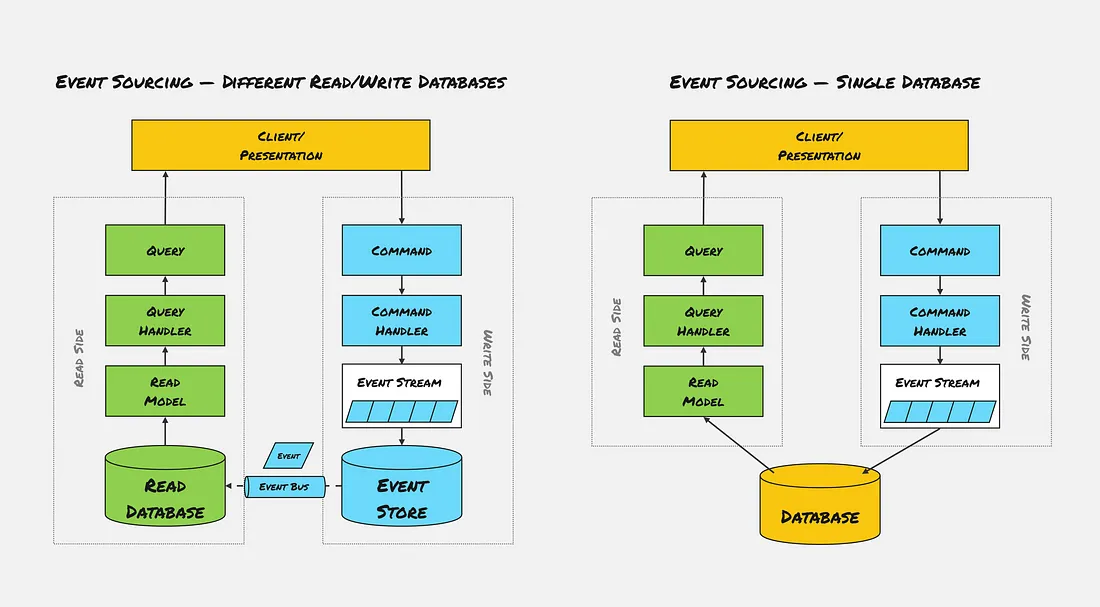 Event Sourcing — Different Read/Write Databases
Client/
Presentation
Read Side
Query
Query
Handler
Read
Model
Read
Database
Event
Event Bus
Command
Command
Handler
Event Stream
Event
Store
Write Side
Event Sourcing — Single Database
Client/
Presentation
Read Side
Query
Query
Handler
Read
Model
Command
Command
Handler
Event Stream
Write Side
Database